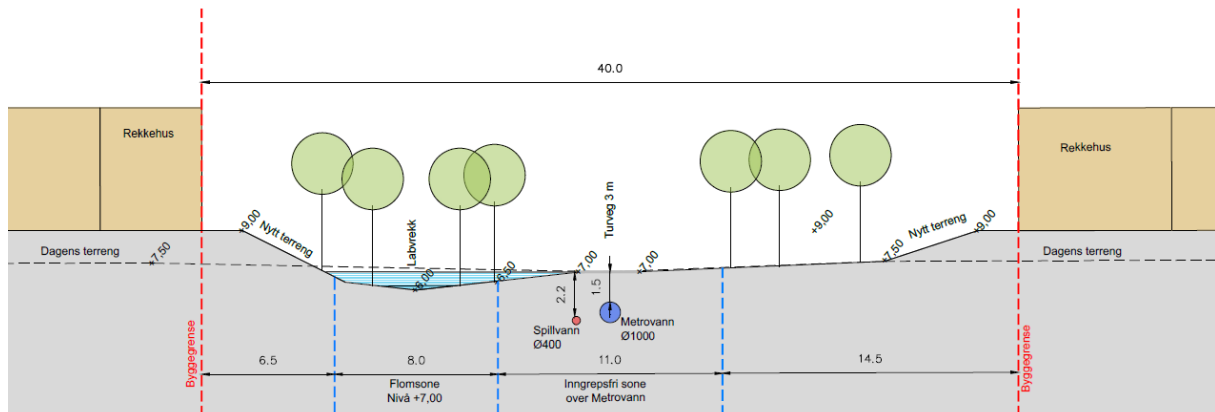 40.0
Rekkehus
Rekkehus
+9,00
Nytt terreng
Labvrekk
Turveg 3 m
+9,00
Nytt terreng
+9,00
Dagens terreng
+7,50
+6,00
+6,50
+7,00
+7,00
+7,50
Dagens terreng
2.2
1.5
Spillvann
Ø400
Metrovann
Ø1000
Byggegrense
Byggegrense
6.5
8.0
11.0
14.5
Flomsone
Nivå +7,00
Inngrepsfri sone
over Metrovann